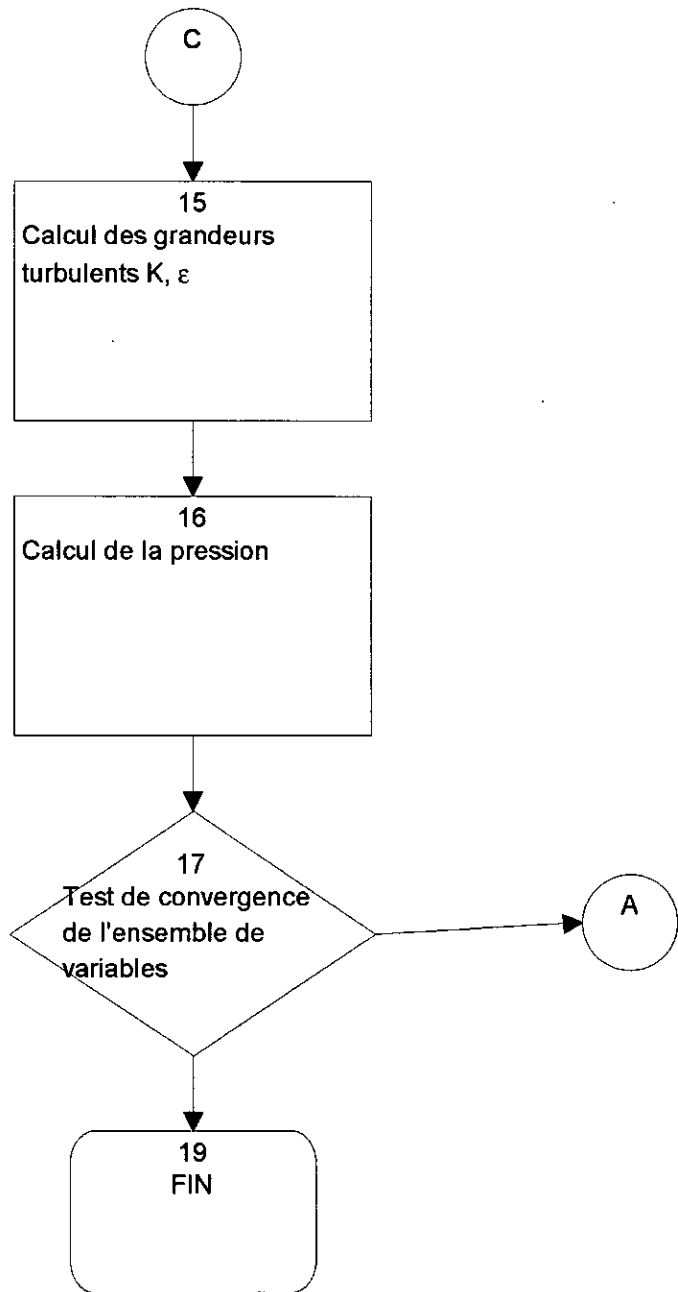 C
15
Calcul des grandeurs
turbulents K, ε
16
Calcul de la pression
17
Test de convergence
de l'ensemble de
variables
A
19
FIN